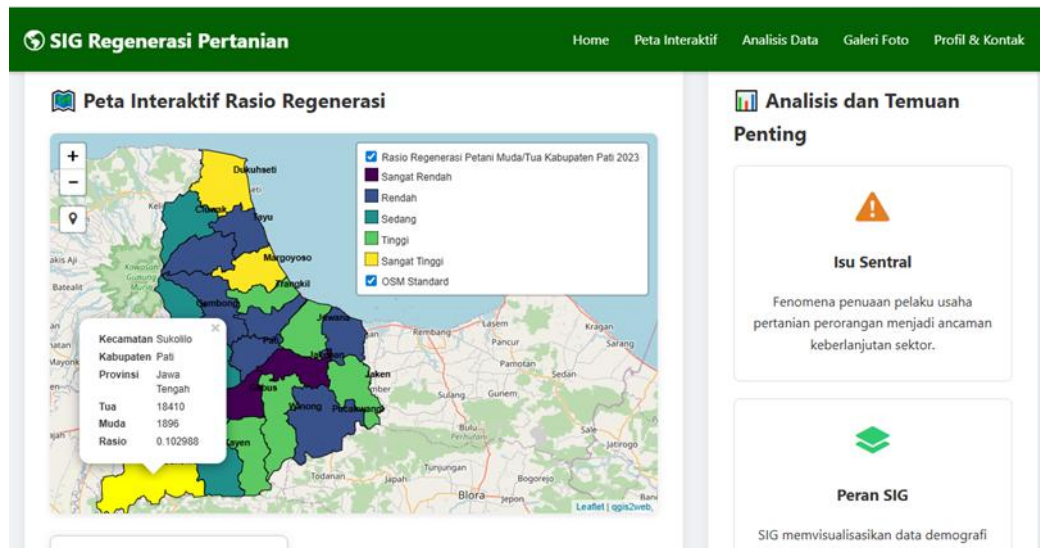 SIG Regenerasi Pertanian
Home Peta Interaktif Analisis Data Galeri Foto Profil & Kontak
Peta Interaktif Rasio Regenerasi
+
−
Rasio Regenerasi Petani Muda/Tua Kabupaten Pati 2023
Sangat Rendah
Rendah
Sedang
Tinggi
Sangat Tinggi
OSM Standard
Dukuhseti
Cluwak
Tayu
Margoyoso
Trangkil
Gembong
Juwana
Pati
Jakenan
Jaken
Winong
Pucakwangi
Kayen
Batealit
Rembang
Lasem
Kragan
Pancur
Sarang
Pamotan
Sedan
Sulang
Gunem
Bulu
Sale
Jatirogo
Tunjungan
Bogorejo
Todanan
Japah
Blora
Jepon
Kecamatan Sukolilo
Kabupaten Pati
Provinsi Jawa
Tengah
Tua 18410
Muda 1896
Rasio 0.102988
×
Leaflet | qgis2web,
Analisis dan Temuan
Penting
Isu Sentral
Fenomena penuaan pelaku usaha
pertanian perorangan menjadi ancaman
keberlanjutan sektor.
Peran SIG
SIG memvisualisasikan data demografi